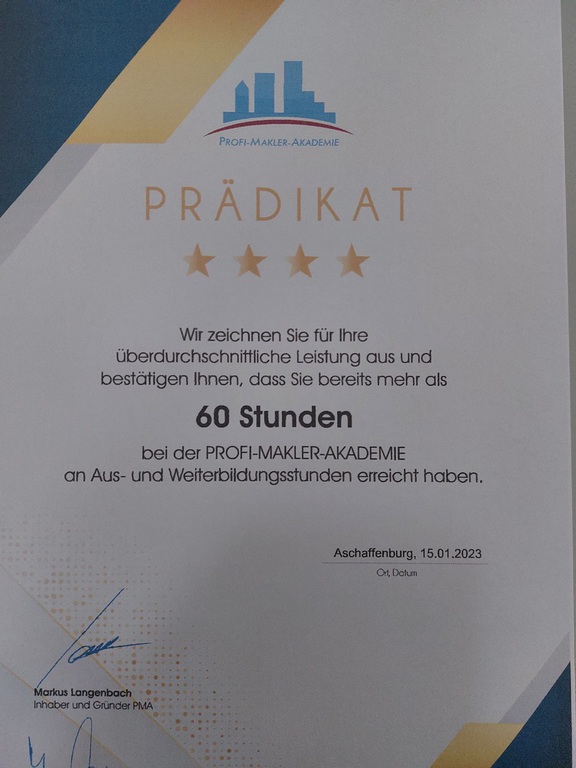 PROFI-MAKLER-AKADEMIE
PRÄDIKAT
Wir zeichnen Sie für Ihre
überdurchschnittliche Leistung aus und
bestätigen Ihnen, dass Sie bereits mehr als
60 Stunden
bei der PROFI-MAKLER-AKADEMIE
an Aus- und Weiterbildungsstunden erreicht haben.
Aschaffenburg, 15.01.2023
Ort, Datum
Markus Langenbach
Inhaber und Gründer PMA